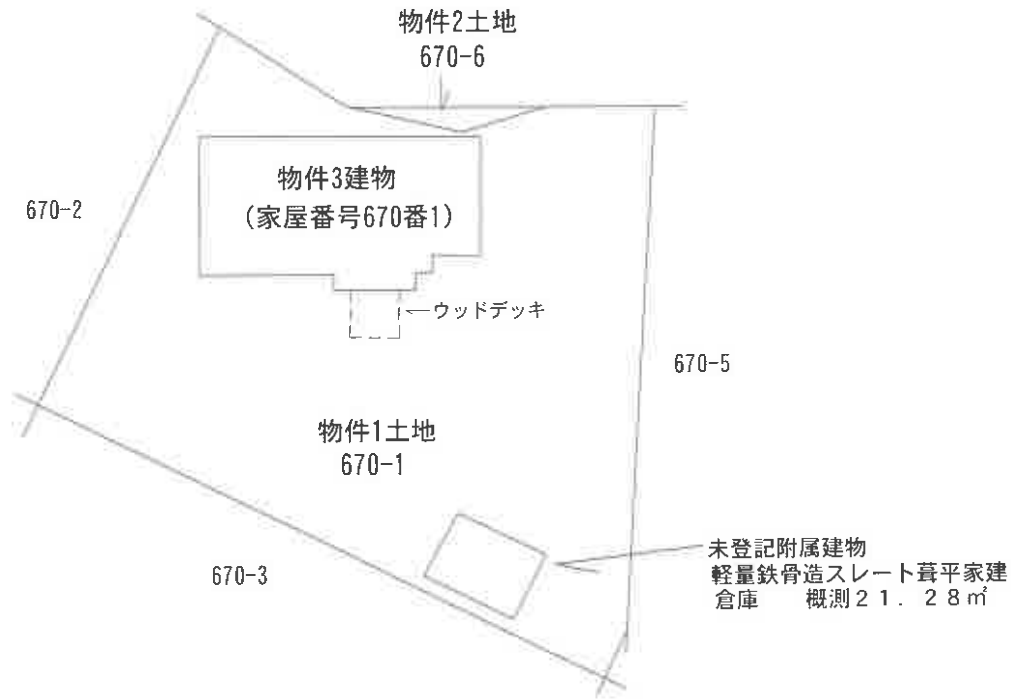 物件2土地
670-6
物件3建物
(家屋番号670番1)
670-2
←ウッドデッキ
670-5
物件1土地
670-1
未登記附属建物
軽量鉄骨造スレート葺平家建
倉庫 概測21.28㎡
670-3